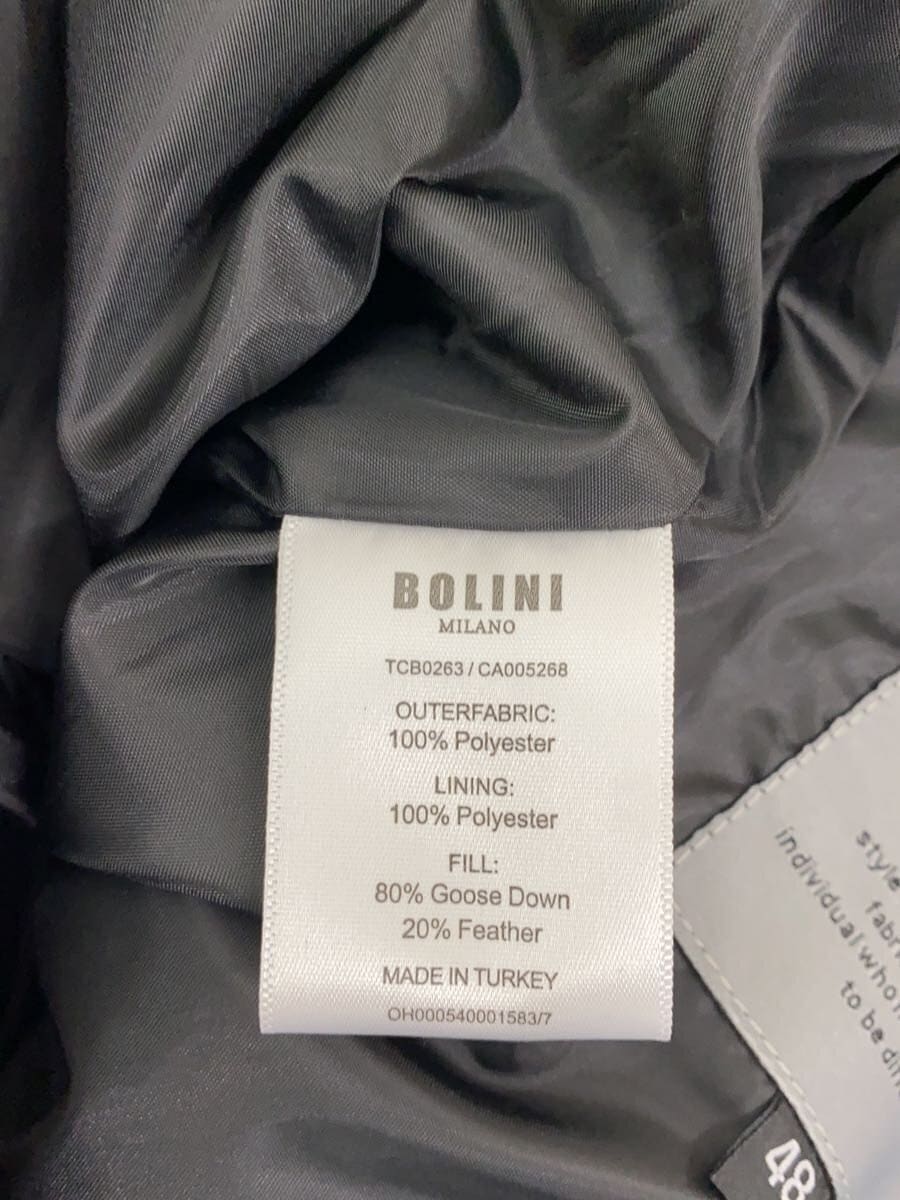 BOLINI
MILANO
TCB0263 / CA005268
OUTERFABRIC:
100% Polyester
LINING:
100% Polyester
FILL:
80% Goose Down
20% Feather
MADE IN TURKEY
OH000540001583/7
style
individual who
to be
48